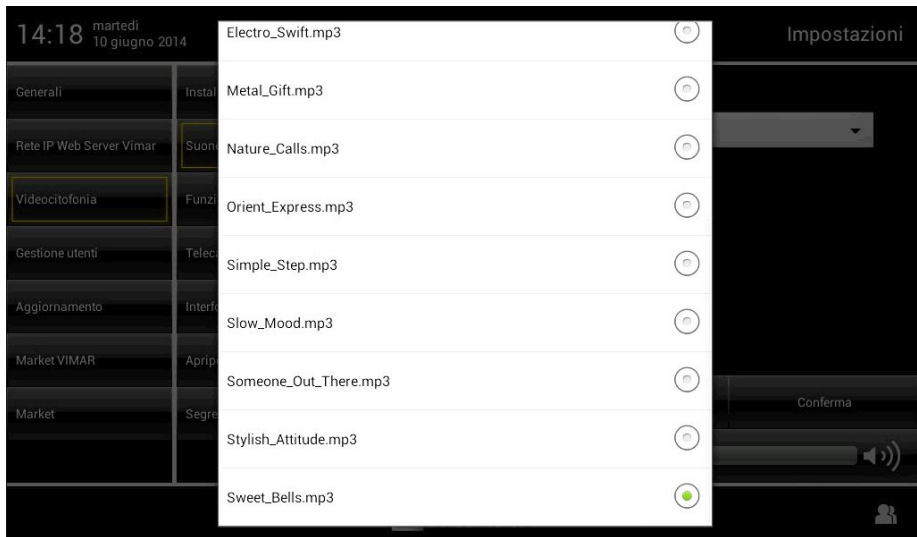 14:18 martedì
10 giugno 2014
Impostazioni
Generali
Rete IP Web Server Vimar
Videocitofonia
Gestione utenti
Aggiornamento
Market VIMAR
Market
Electro_Swift.mp3
Metal_Gift.mp3
Nature_Calls.mp3
Orient_Express.mp3
Simple_Step.mp3
Slow_Mood.mp3
Someone_Out_There.mp3
Stylish_Attitude.mp3
Sweet_Bells.mp3
Conferma